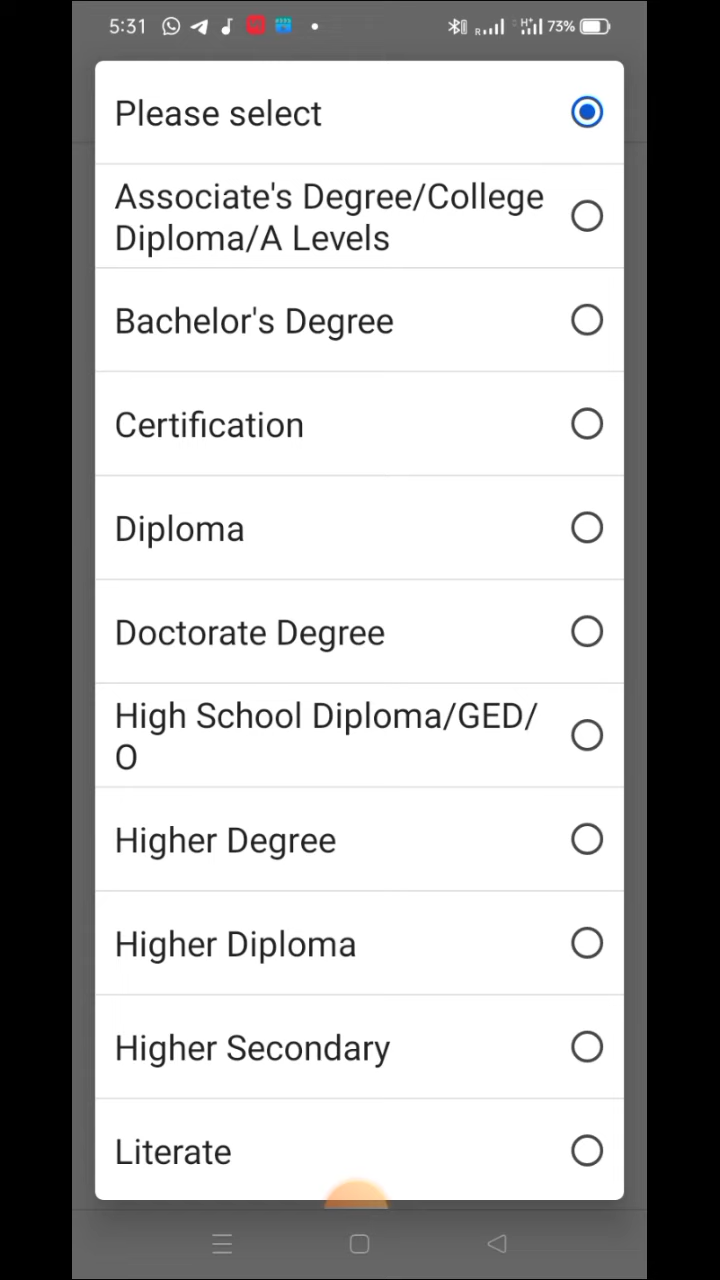 5:31
R
H+
73%
Please select
Associate's Degree/College
Diploma/A Levels
Bachelor's Degree
Certification
Diploma
Doctorate Degree
High School Diploma/GED/
O
Higher Degree
Higher Diploma
Higher Secondary
Literate